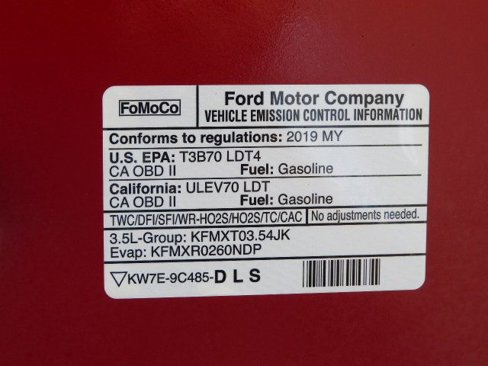 FoMoCo
Ford Motor Company
VEHICLE EMISSION CONTROL INFORMATION
Conforms to regulations: 2019 MY
U.S. EPA: T3B70 LDT4
CA OBD II Fuel: Gasoline
California: ULEV70 LDT
CA OBD II Fuel: Gasoline
TWC/DFI/SFI/WR-HO2S/HO2S/TC/CAC No adjustments needed.
3.5L-Group: KFMXT03.54JK
Evap: KFMXR0260NDP
KW7E-9C485-DLS